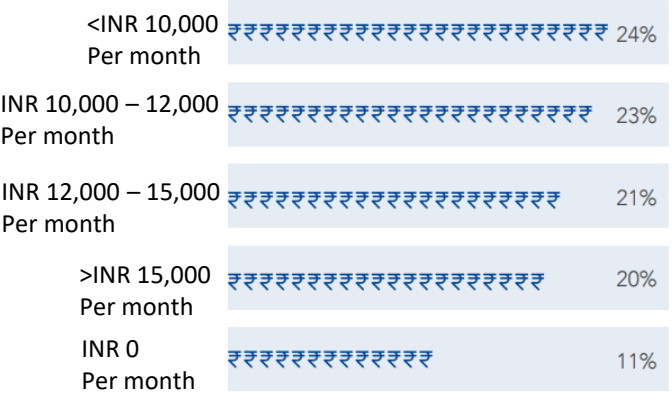 <INR 10,000
Per month
₹₹₹₹₹₹₹₹₹₹₹₹₹₹₹₹₹₹₹₹₹₹₹₹ 24%
INR 10,000 – 12,000
Per month
₹₹₹₹₹₹₹₹₹₹₹₹₹₹₹₹₹₹₹₹₹₹₹ 23%
INR 12,000 – 15,000
Per month
₹₹₹₹₹₹₹₹₹₹₹₹₹₹₹₹₹₹₹₹₹ 21%
>INR 15,000
Per month
₹₹₹₹₹₹₹₹₹₹₹₹₹₹₹₹₹₹₹₹ 20%
INR 0
Per month
₹₹₹₹₹₹₹₹₹₹₹₹₹ 11%